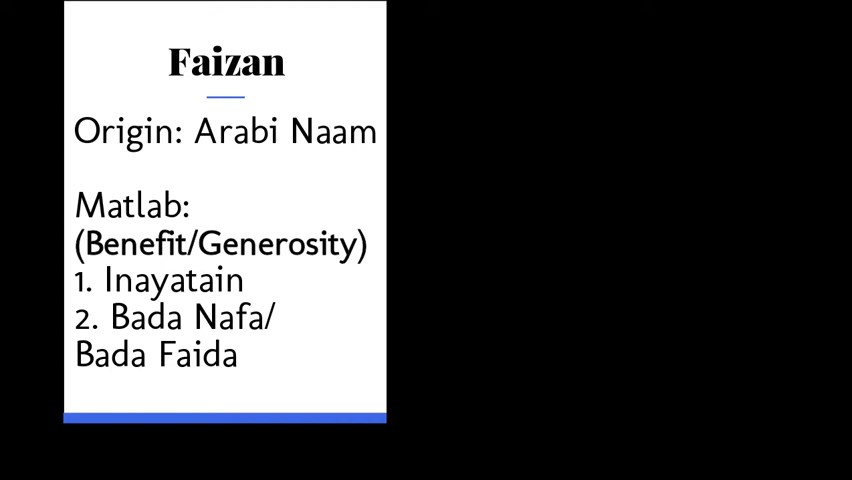 Faizan
Origin: Arabi Naam
Matlab:
(Benefit/Generosity)
1. Inayatain
2. Bada Nafa/
Bada Faida